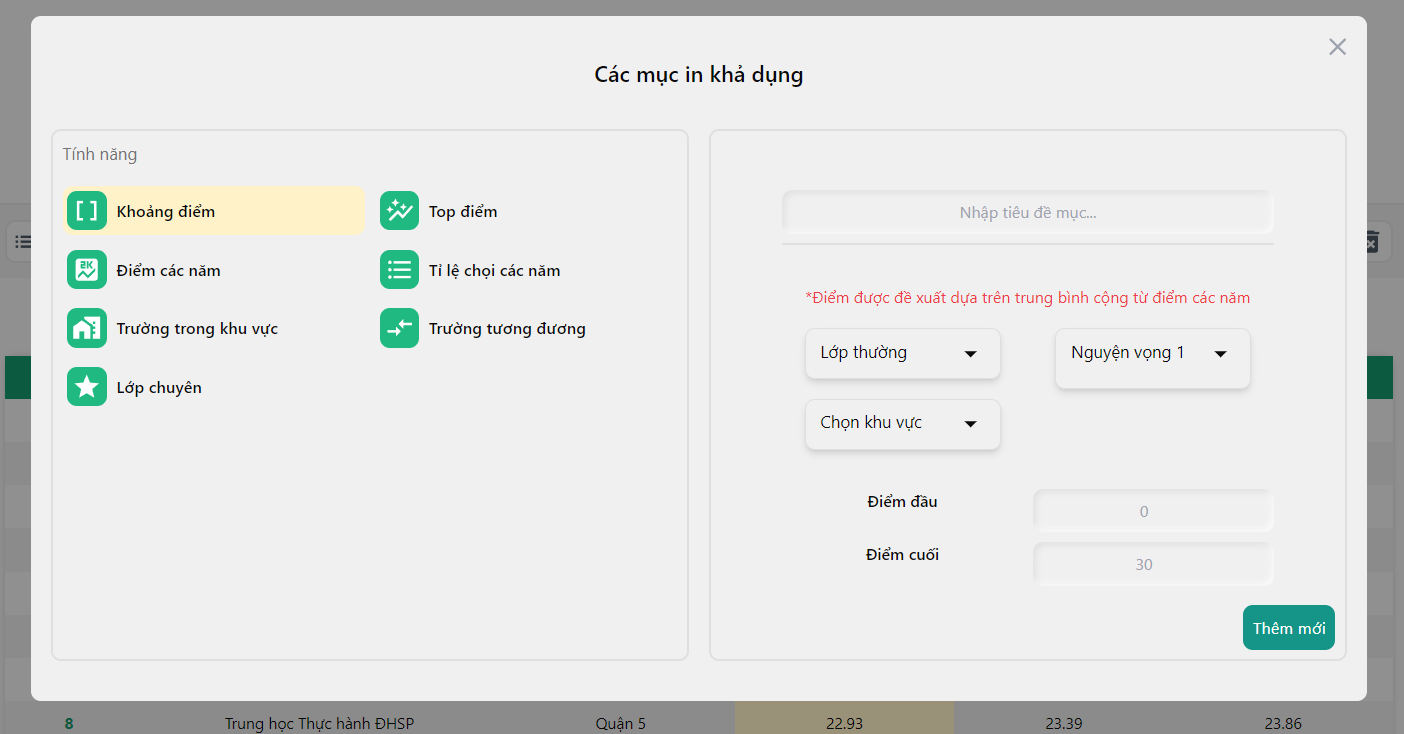 Các mục in khả dụng
Tính năng
Khoảng điểm
Top điểm
2K
Điểm các năm
Tỉ lệ chọi các năm
Trường trong khu vực
Trường tương đương
Lớp chuyên
Nhập tiêu đề mục...
*Điểm được đề xuất dựa trên trung bình cộng từ điểm các năm
Lớp thường
Nguyện vọng 1
Chọn khu vực
Điểm đầu
0
Điểm cuối
30
Thêm mới
8 Trung học Thực hành ĐHSP Quận 5 22.93 23.39 23.86